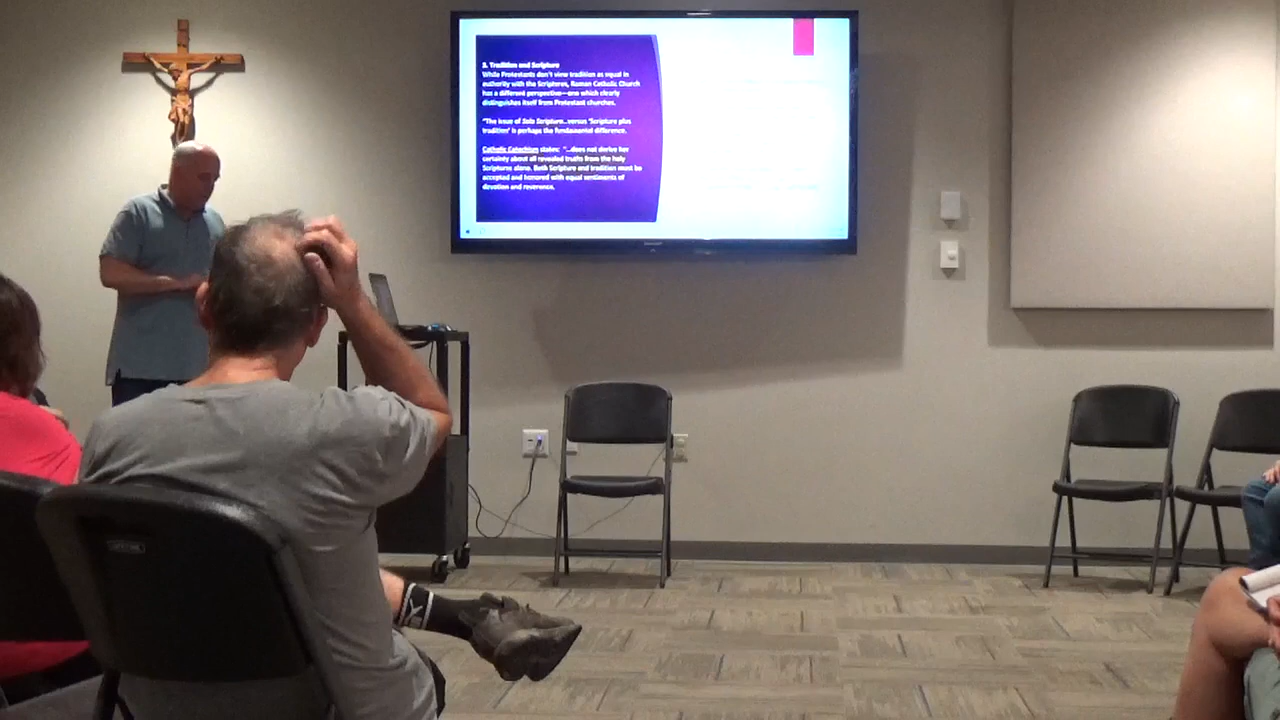 3. Tradition and Scripture
While Protestants don't view tradition as equal in
authority with the Scriptures, Roman Catholic Church
has a different perspective—one which clearly
distinguishes itself from Protestant churches.
"The issue of Sola Scriptura...versus 'Scripture plus
tradition' is perhaps the fundamental difference.
Catholic Catechism states: "...does not derive her
certainty about all revealed truths from the holy
Scriptures alone. Both Scripture and tradition must be
accepted and honored with equal sentiments of
devotion and reverence.
LIFETIME